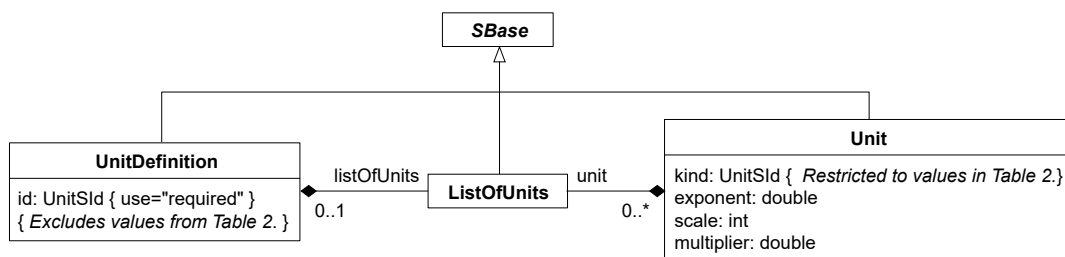 SBase
UnitDefinition
id: UnitSId { use="required" }
{ Excludes values from Table 2. }
listOfUnits
0..1
ListOfUnits
unit
0..*
Unit
kind: UnitSId { Restricted to values in Table 2.}
exponent: double
scale: int
multiplier: double